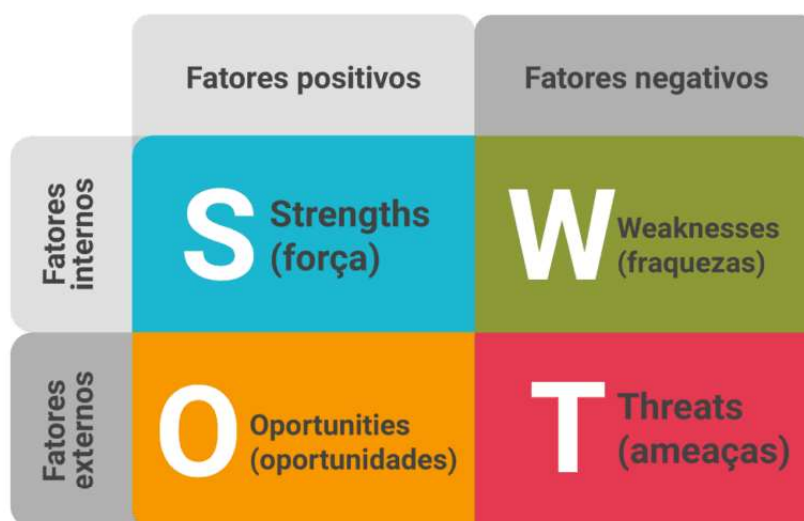 Fatores positivos
Fatores negativos
Fatores
internos
S
Strengths
(força)
W
Weaknesses
(fraquezas)
Fatores
externos
O
Oportunities
(oportunidades)
T
Threats
(ameaças)